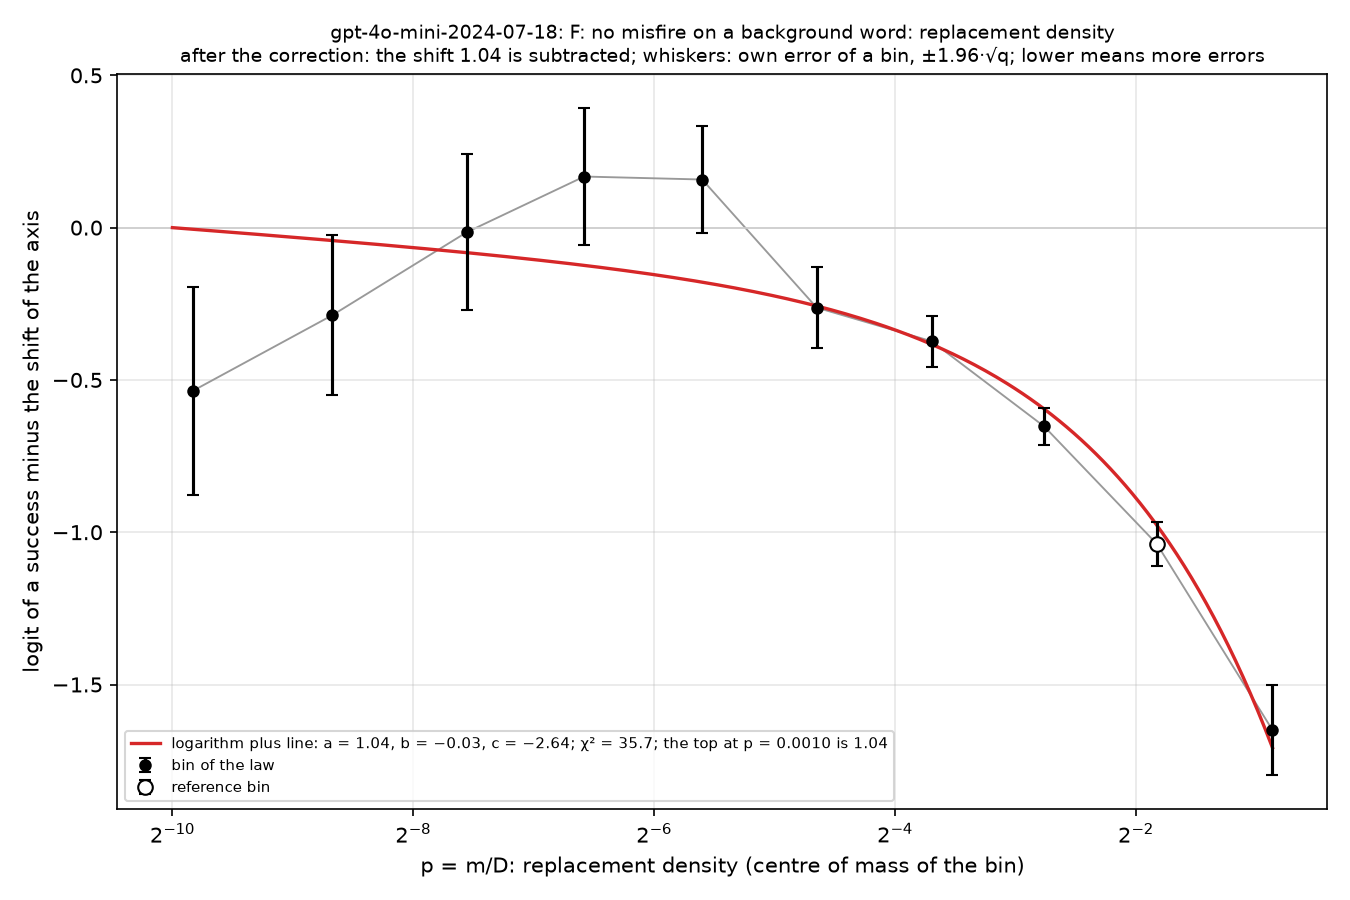 gpt-4o-mini-2024-07-18: F: no misfire on a background word: replacement density
after the correction: the shift 1.04 is subtracted; whiskers: own error of a bin, ±1.96·√q; lower means more errors
logit of a success minus the shift of the axis
0.5
0.0
−0.5
−1.0
−1.5
logarithm plus line: a = 1.04, b = −0.03, c = −2.64; χ² = 35.7; the top at p = 0.0010 is 1.04
bin of the law
reference bin
2⁻¹⁰ 2⁻⁸ 2⁻⁶ 2⁻⁴ 2⁻²
p = m/D: replacement density (centre of mass of the bin)